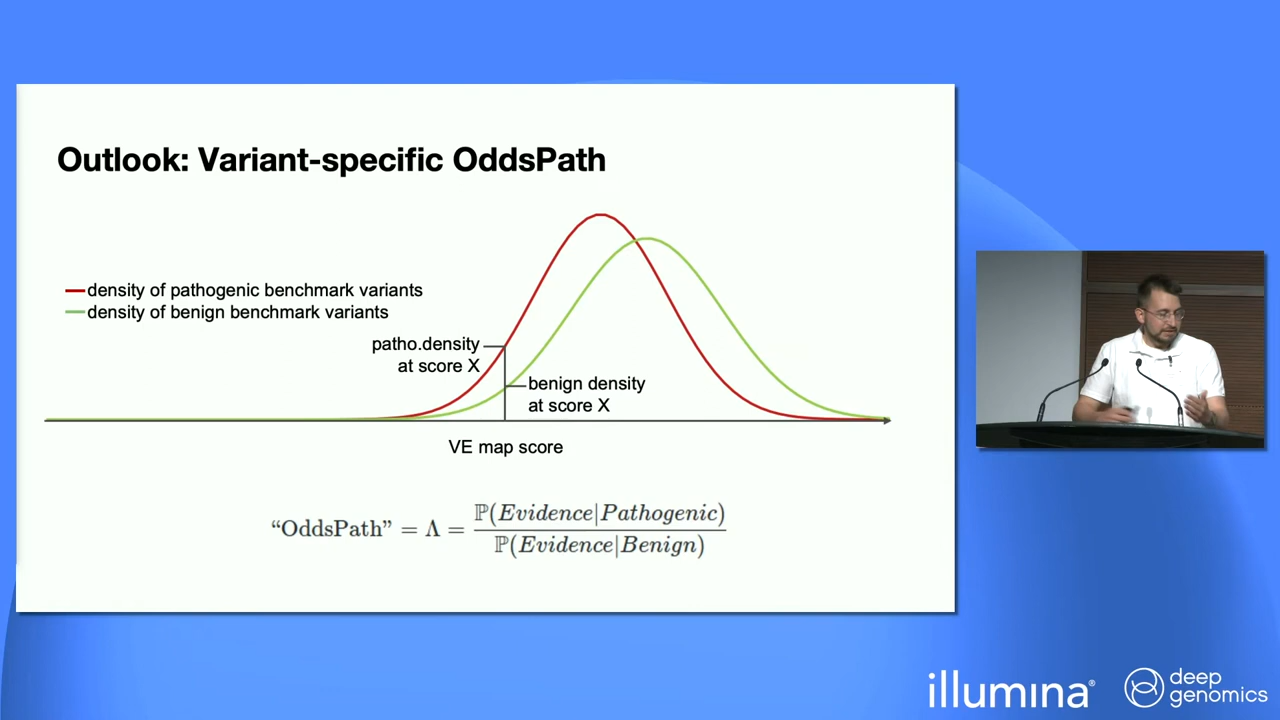 Outlook: Variant-specific OddsPath
density of pathogenic benchmark variants
density of benign benchmark variants
patho.density
at score X
benign density
at score X
VE map score
“OddsPath” = Λ = ℙ(Evidence|Pathogenic)
ℙ(Evidence|Benign)
illumina®
deep
genomics